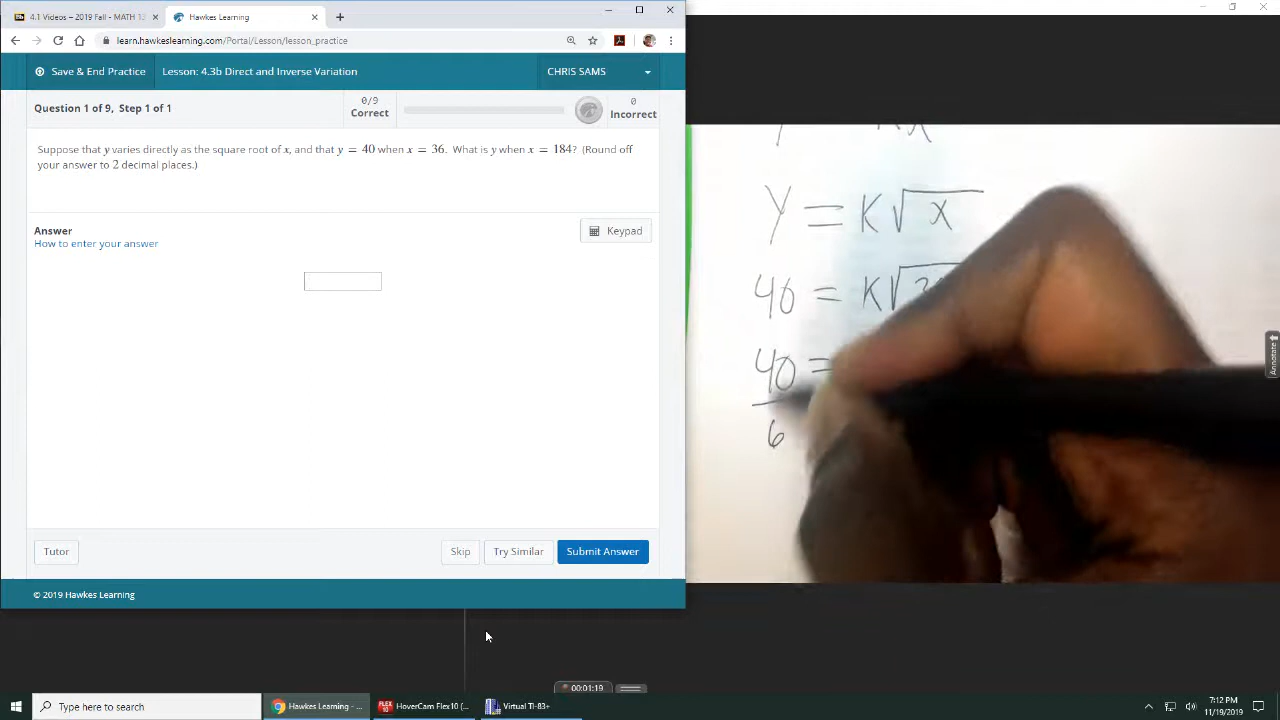 4.1 Videos – 2019 Fall - MATH 13
Hawkes Learning
learn.hawkeslearning.com/Portal/Lesson/lesson_practice
Save & End Practice
Lesson: 4.3b Direct and Inverse Variation
CHRIS SAMS
Question 1 of 9, Step 1 of 1
0/9
Correct
0
Incorrect
Suppose that y varies directly as the square root of x, and that y = 40 when x = 36. What is y when x = 184? (Round off
your answer to 2 decimal places.)
Answer
How to enter your answer
Keypad
Tutor
Skip
Try Similar
Submit Answer
© 2019 Hawkes Learning
y = K√x
40 = K√
40 =
6
Annotate
00:01:19
Type here to search
Hawkes Learning - ...
HoverCam Flex10 (...
Virtual TI-83+
7:12 PM
11/19/2019